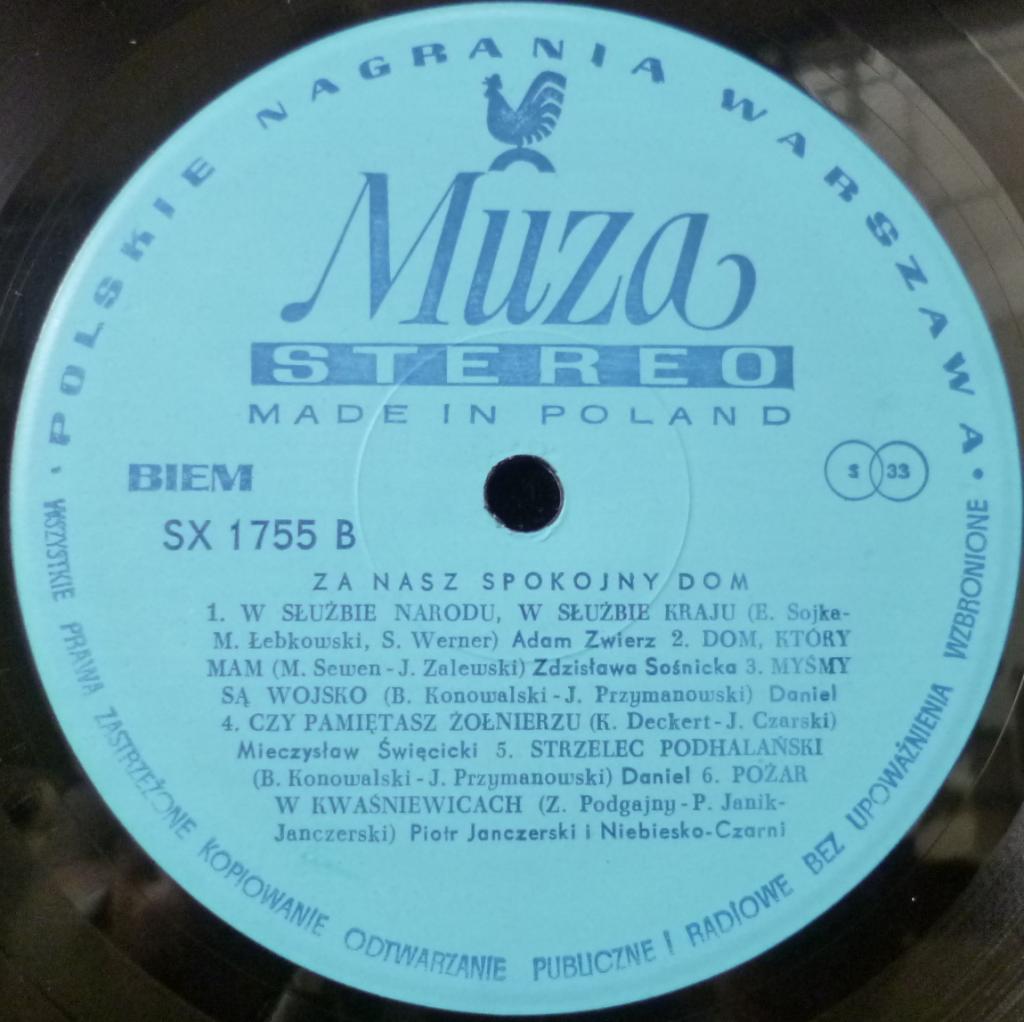 POLSKIE NAGRANIA WARSZAWA
Muza
STEREO
MADE IN POLAND
BIEM
S 33
SX 1755 B
ZA NASZ SPOKOJNY DOM
1. W SŁUŻBIE NARODU, W SŁUŻBIE KRAJU (E. Sojka-
M. Łebkowski, S. Werner) Adam Zwierz 2. DOM, KTÓRY
MAM (M. Sewen - J. Zalewski) Zdzisława Sośnicka 3. MYŚMY
SĄ WOJSKO (B. Konowalski - J. Przymanowski) Daniel
4. CZY PAMIĘTASZ ŻOŁNIERZU (K. Deckert - J. Czarski)
Mieczysław Święcicki 5. STRZELEC PODHALAŃSKI
(B. Konowalski - J. Przymanowski) Daniel 6. POŻAR
W KWAŚNIEWICACH (Z. Podgajny - P. Janik-
Janczerski) Piotr Janczerski i Niebiesko-Czarni
WSZYSTKIE PRAWA ZASTRZEŻONE KOPIOWANIE ODTWARZANIE PUBLICZNE I RADIOWE BEZ UPOWAŻNIENIA WZBRONIONE